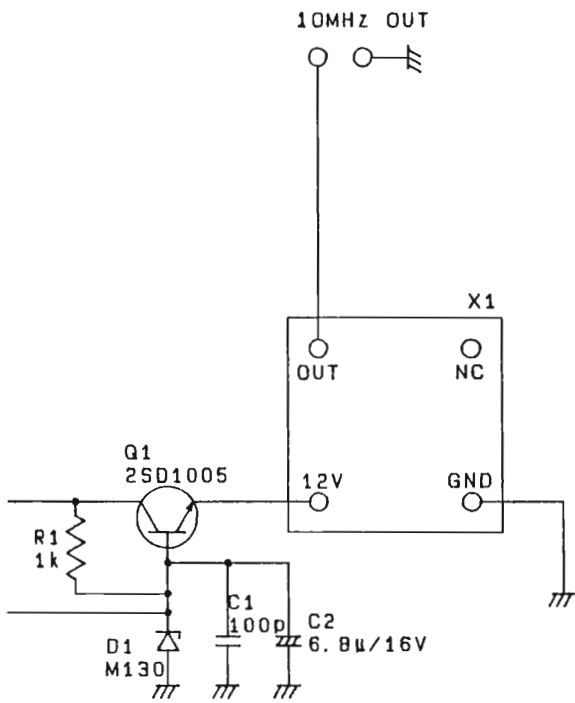 10MHz OUT
X1
OUT
NC
Q1
2SD1005
12V
GND
R1
1k
C1
100p
C2
6.8μ/16V
D1
M130